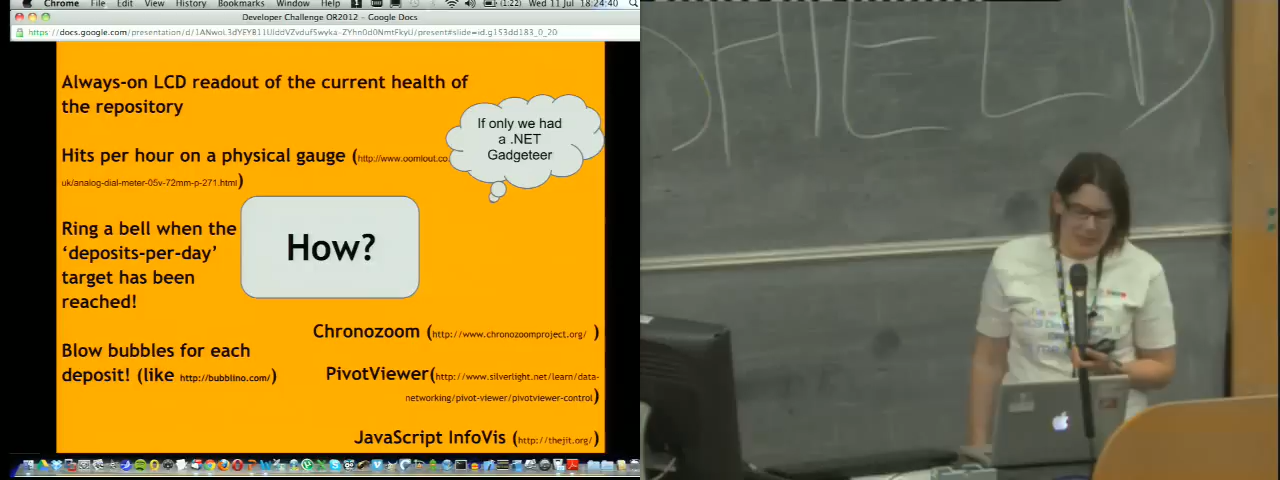 Chrome File Edit View History Bookmarks Window Help
(1:22) Wed 11 Jul 18:24:40
Developer Challenge OR2012 – Google Docs
Always-on LCD readout of the current health of
the repository
If only we had
a .NET
Gadgeteer
Hits per hour on a physical gauge (http://www.oomlout.co.
uk/analog-dial-meter-05v-72mm-p-271.html)
Ring a bell when the
‘deposits-per-day’
target has been
reached!
How?
Chronozoom (http://www.chronozoomproject.org/ )
Blow bubbles for each
deposit! (like http://bubblino.com/)
PivotViewer(http://www.silverlight.net/learn/data-
networking/pivot-viewer/pivotviewer-control)
JavaScript InfoVis (http://thejit.org/)